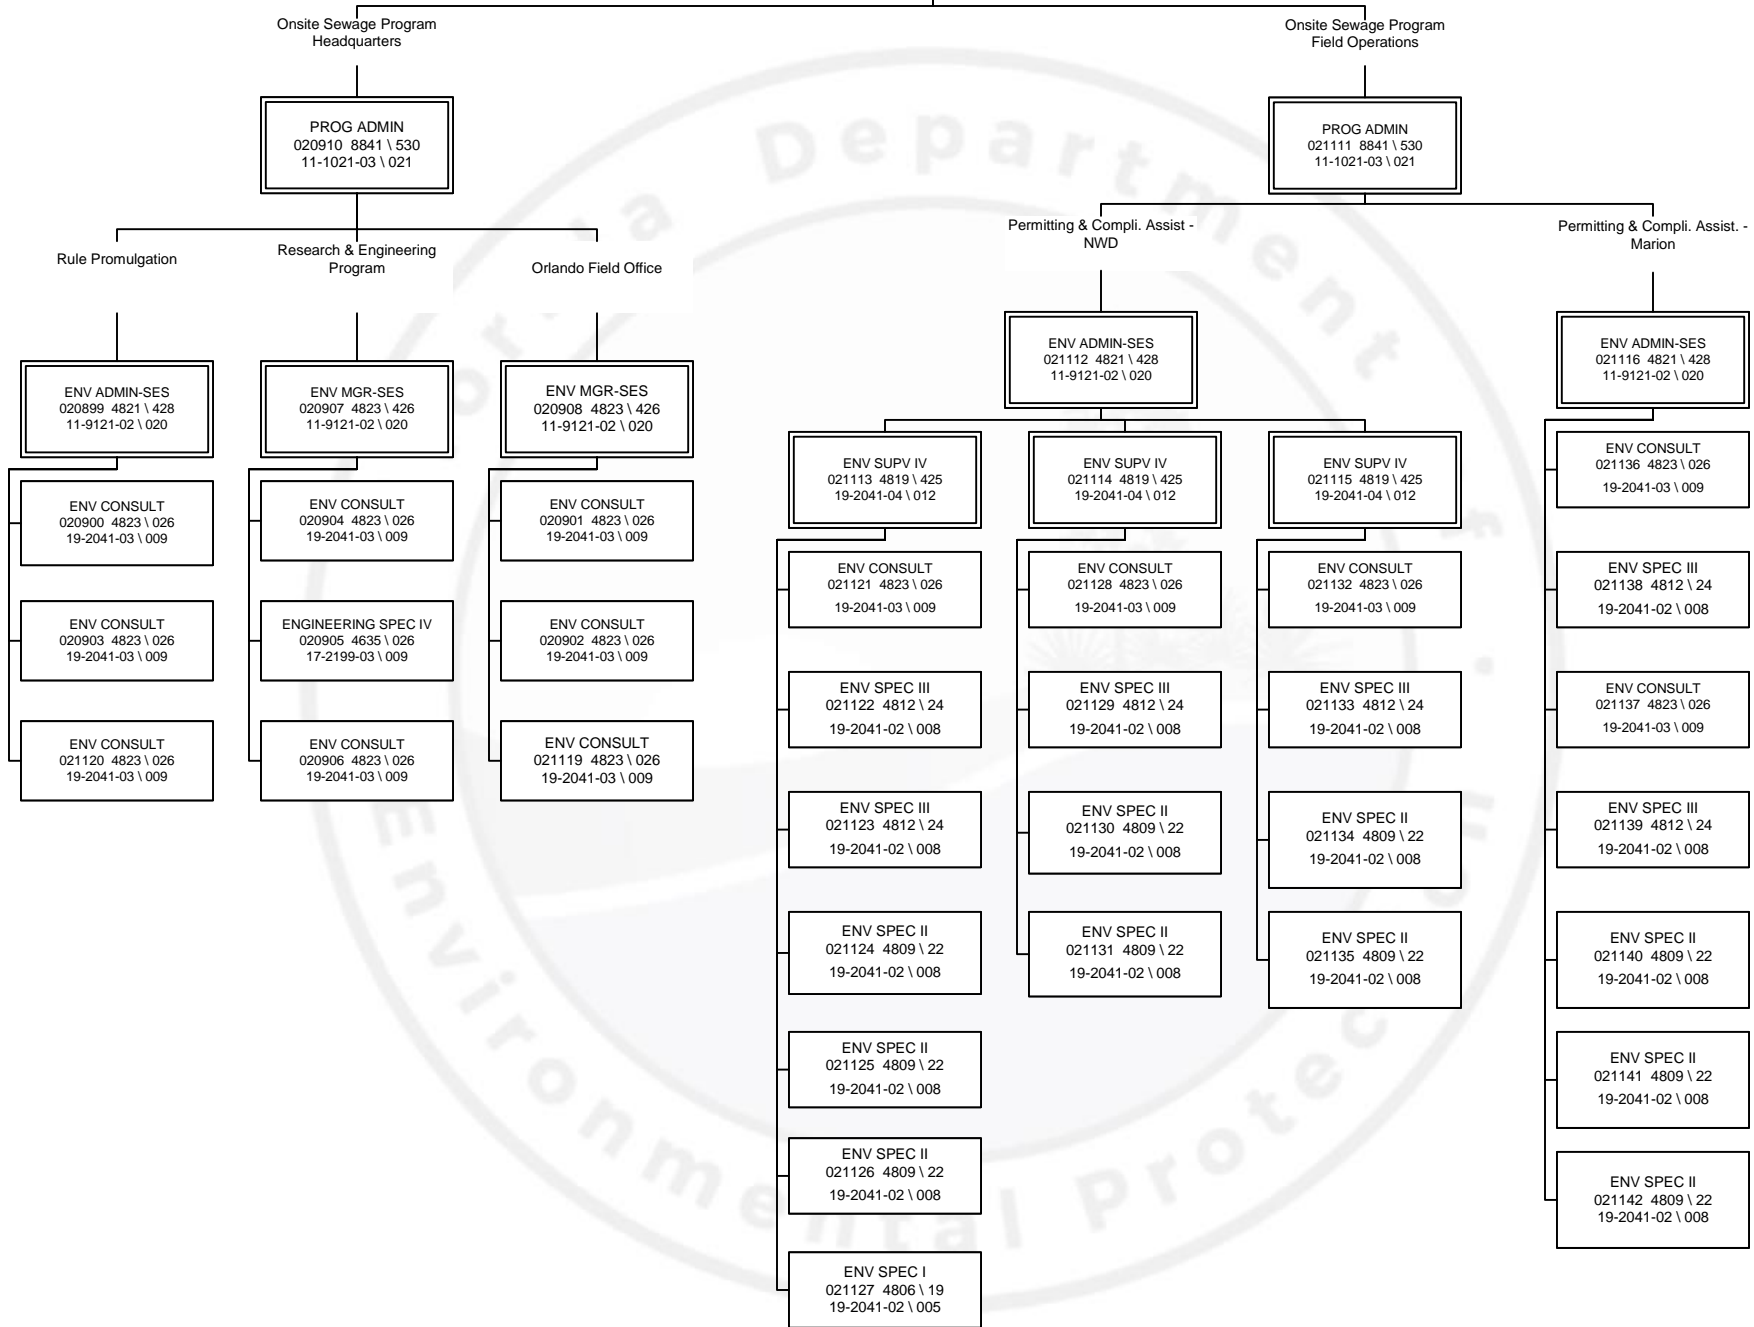 Onsite Sewage Program
Headquarters
PROG ADMIN
020910 8841 \ 530
11-1021-03 \ 021
Rule Promulgation
ENV ADMIN-SES
020899 4821 \ 428
11-9121-02 \ 020
ENV CONSULT
020900 4823 \ 026
19-2041-03 \ 009
ENV CONSULT
020903 4823 \ 026
19-2041-03 \ 009
ENV CONSULT
021120 4823 \ 026
19-2041-03 \ 009
Research & Engineering
Program
ENV MGR-SES
020907 4823 \ 426
11-9121-02 \ 020
ENV CONSULT
020904 4823 \ 026
19-2041-03 \ 009
ENGINEERING SPEC IV
020905 4635 \ 026
17-2199-03 \ 009
ENV CONSULT
020906 4823 \ 026
19-2041-03 \ 009
Orlando Field Office
ENV MGR-SES
020908 4823 \ 426
11-9121-02 \ 020
ENV CONSULT
020901 4823 \ 026
19-2041-03 \ 009
ENV CONSULT
020902 4823 \ 026
19-2041-03 \ 009
ENV CONSULT
021119 4823 \ 026
19-2041-03 \ 009
Onsite Sewage Program
Field Operations
PROG ADMIN
021111 8841 \ 530
11-1021-03 \ 021
Permitting & Compli. Assist -
NWD
ENV ADMIN-SES
021112 4821 \ 428
11-9121-02 \ 020
ENV SUPV IV
021113 4819 \ 425
19-2041-04 \ 012
ENV CONSULT
021121 4823 \ 026
19-2041-03 \ 009
ENV SPEC III
021122 4812 \ 24
19-2041-02 \ 008
ENV SPEC III
021123 4812 \ 24
19-2041-02 \ 008
ENV SPEC II
021124 4809 \ 22
19-2041-02 \ 008
ENV SPEC II
021125 4809 \ 22
19-2041-02 \ 008
ENV SPEC II
021126 4809 \ 22
19-2041-02 \ 008
ENV SPEC I
021127 4806 \ 19
19-2041-02 \ 005
ENV SUPV IV
021114 4819 \ 425
19-2041-04 \ 012
ENV CONSULT
021128 4823 \ 026
19-2041-03 \ 009
ENV SPEC III
021129 4812 \ 24
19-2041-02 \ 008
ENV SPEC II
021130 4809 \ 22
19-2041-02 \ 008
ENV SPEC II
021131 4809 \ 22
19-2041-02 \ 008
ENV SUPV IV
021115 4819 \ 425
19-2041-04 \ 012
ENV CONSULT
021132 4823 \ 026
19-2041-03 \ 009
ENV SPEC III
021133 4812 \ 24
19-2041-02 \ 008
ENV SPEC II
021134 4809 \ 22
19-2041-02 \ 008
ENV SPEC II
021135 4809 \ 22
19-2041-02 \ 008
Permitting & Compli. Assist. -
Marion
ENV ADMIN-SES
021116 4821 \ 428
11-9121-02 \ 020
ENV CONSULT
021136 4823 \ 026
19-2041-03 \ 009
ENV SPEC III
021138 4812 \ 24
19-2041-02 \ 008
ENV CONSULT
021137 4823 \ 026
19-2041-03 \ 009
ENV SPEC III
021139 4812 \ 24
19-2041-02 \ 008
ENV SPEC II
021140 4809 \ 22
19-2041-02 \ 008
ENV SPEC II
021141 4809 \ 22
19-2041-02 \ 008
ENV SPEC II
021142 4809 \ 22
19-2041-02 \ 008
Department of
Environmental